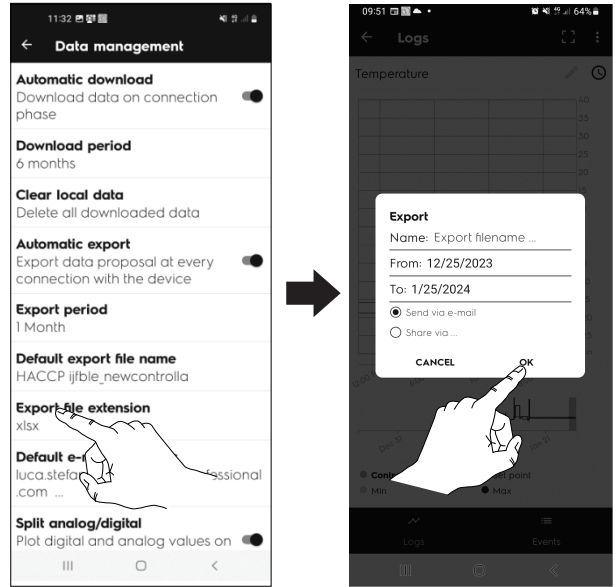 11:32
Data management
Automatic download
Download data on connection
phase
Download period
6 months
Clear local data
Delete all downloaded data
Automatic export
Export data proposal at every
connection with the device
Export period
1 Month
Default export file name
HACCP ijfble_newcontrolla
Export file extension
xlsx
Default e-
luca.stefa
.com ...
Split analog/digital
Plot digital and analog values on
09:51
64%
Logs
Temperature
40
35
30
25
20
15
Export
Name: Export filename ...
From: 12/25/2023
To: 1/25/2024
Send via e-mail
Share via ...
CANCEL
OK
Dec 31
Jan 21
Min
Max
Logs
Events